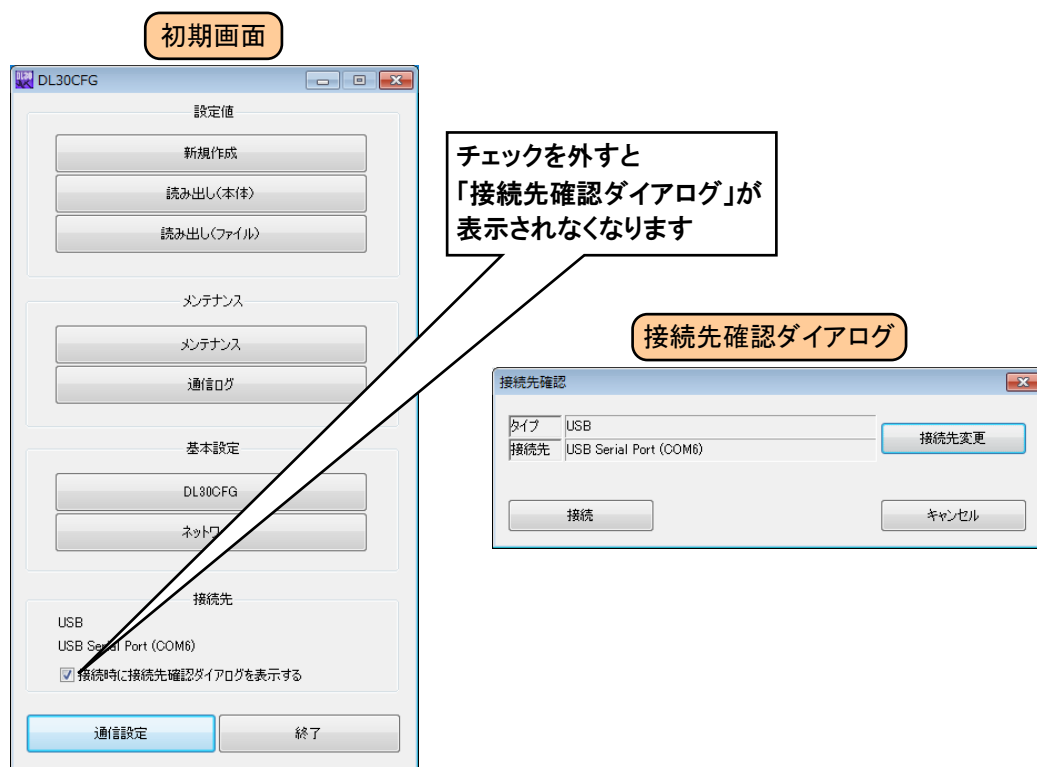 初期画面
DL30CFG
設定値
新規作成
読み出し(本体)
読み出し(ファイル)
メンテナンス
メンテナンス
通信ログ
基本設定
DL30CFG
ネットワ
接続先
USB
USB Serial Port (COM6)
接続時に接続先確認ダイアログを表示する
通信設定
終了
チェックを外すと
「接続先確認ダイアログ」が
表示されなくなります
接続先確認ダイアログ
接続先確認
タイプ USB
接続先 USB Serial Port (COM6)
接続先変更
接続
キャンセル